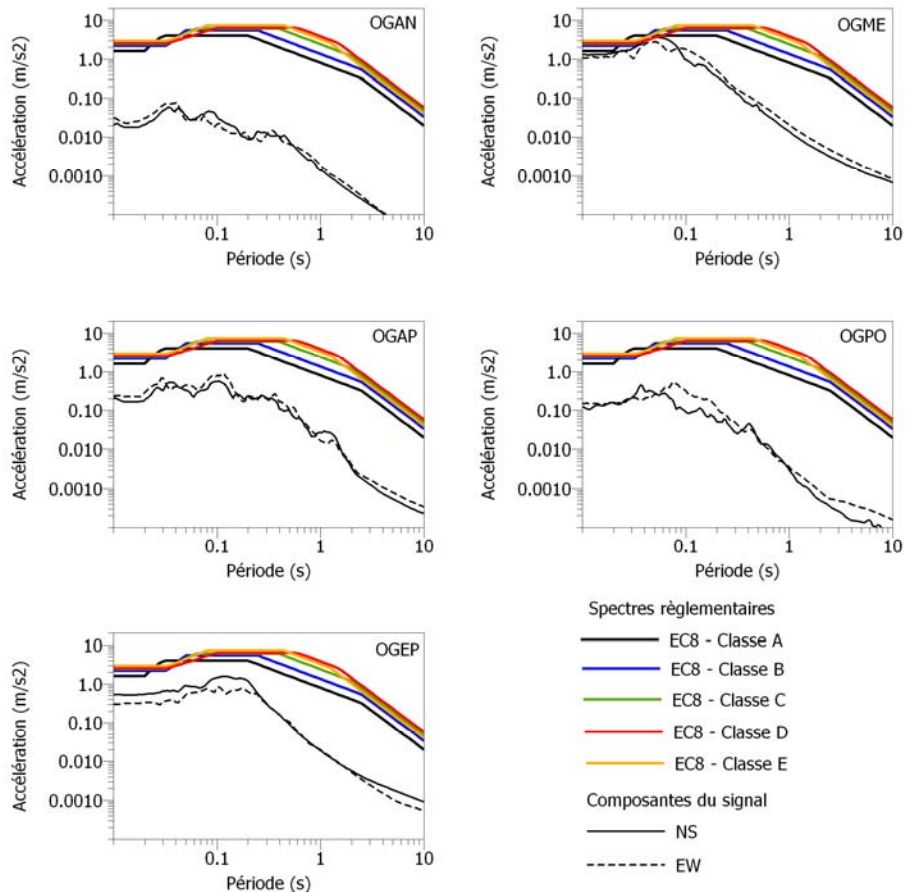 OGAN
Accélération (m/s2)
10
1.0
0.10
0.010
0.0010
0.1
1
10
Période (s)
OGME
Accélération (m/s2)
10
1.0
0.10
0.010
0.0010
0.1
1
10
Période (s)
OGAP
Accélération (m/s2)
10
1.0
0.10
0.010
0.0010
0.1
1
10
Période (s)
OGPO
Accélération (m/s2)
10
1.0
0.10
0.010
0.0010
0.1
1
10
Période (s)
OGEP
Accélération (m/s2)
10
1.0
0.10
0.010
0.0010
0.1
1
10
Période (s)
Spectres règlementaires
EC8 - Classe A
EC8 - Classe B
EC8 - Classe C
EC8 - Classe D
EC8 - Classe E
Composantes du signal
NS
EW